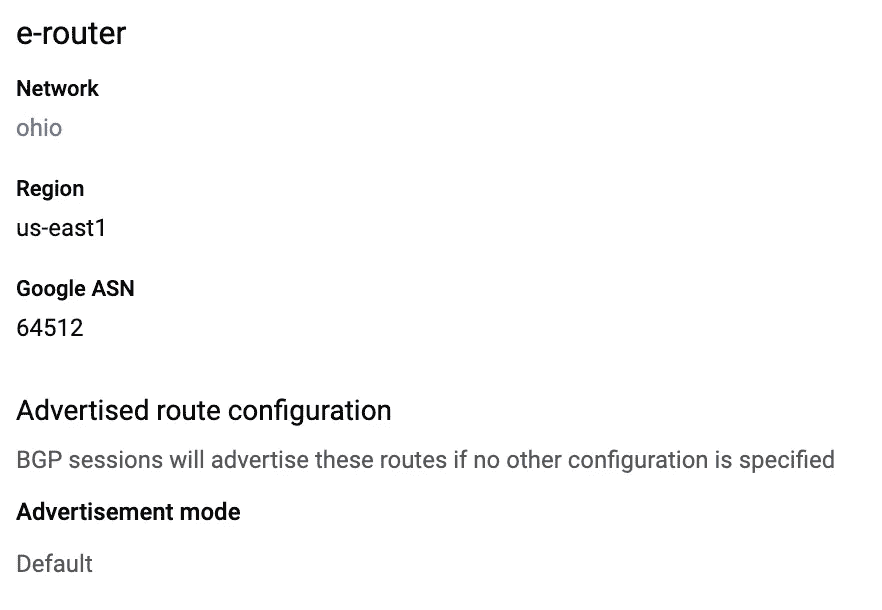 e-router
Network
ohio
Region
us-east1
Google ASN
64512
Advertised route configuration
BGP sessions will advertise these routes if no other configuration is specified
Advertisement mode
Default